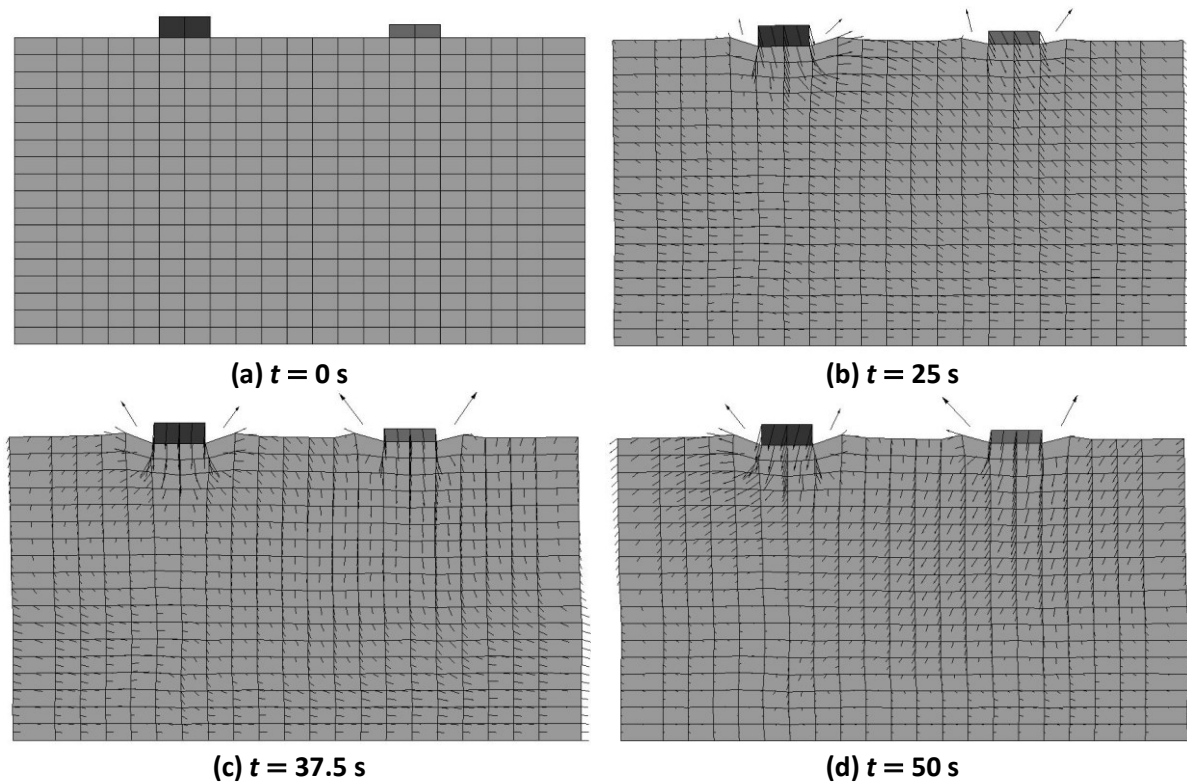 (a) t = 0 s
(b) t = 25 s
(c) t = 37.5 s
(d) t = 50 s